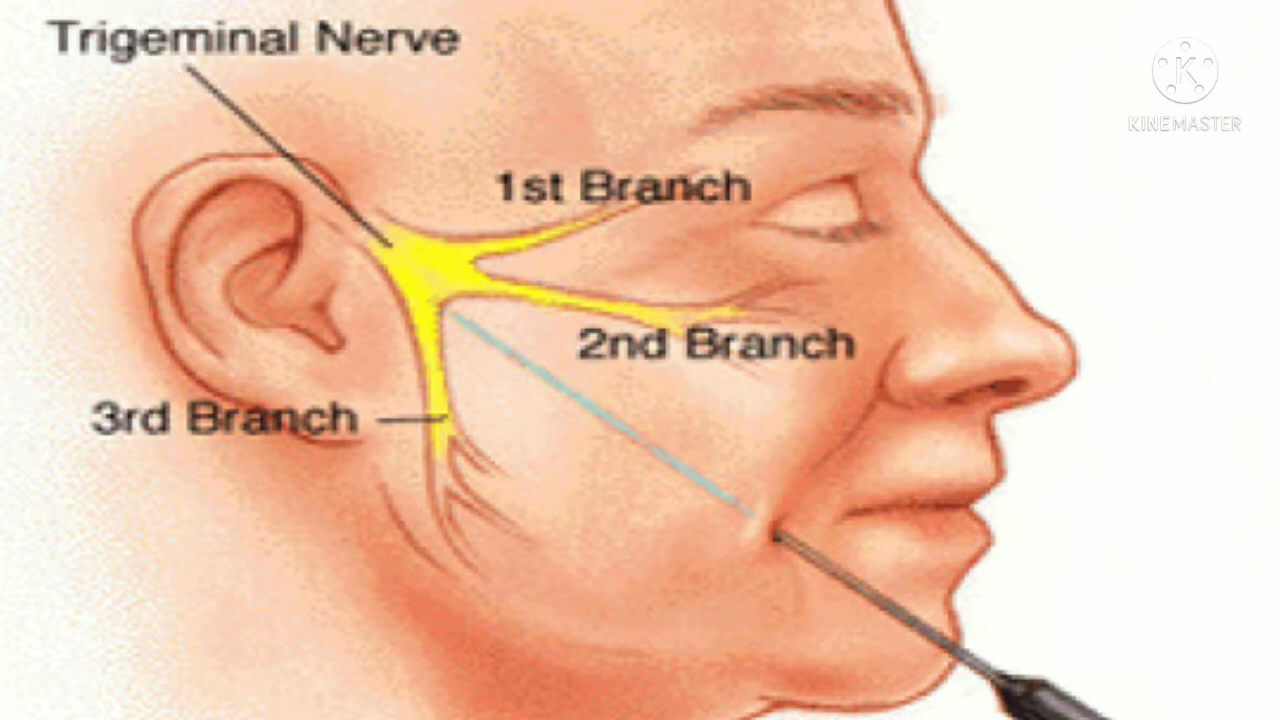 Trigeminal Nerve
K
KINEMASTER
1st Branch
2nd Branch
3rd Branch